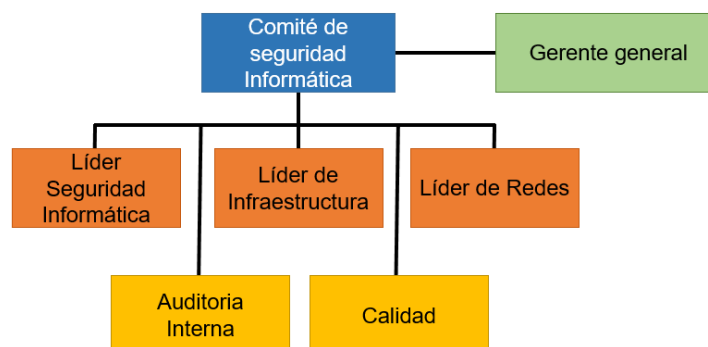 Comité de
seguridad
Informática
Gerente general
Líder
Seguridad
Informática
Líder de
Infraestructura
Líder de Redes
Auditoria
Interna
Calidad